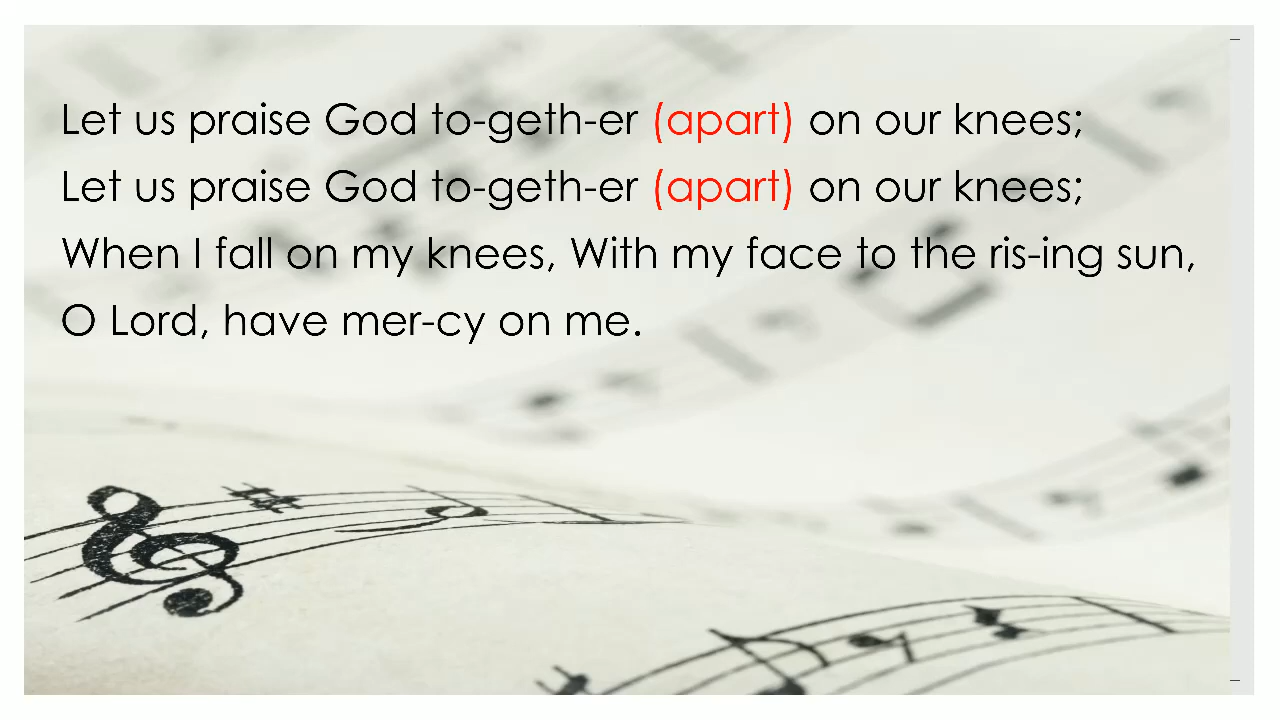 Let us praise God to-geth-er (apart) on our knees;
Let us praise God to-geth-er (apart) on our knees;
When I fall on my knees, With my face to the ris-ing sun,
O Lord, have mer-cy on me.